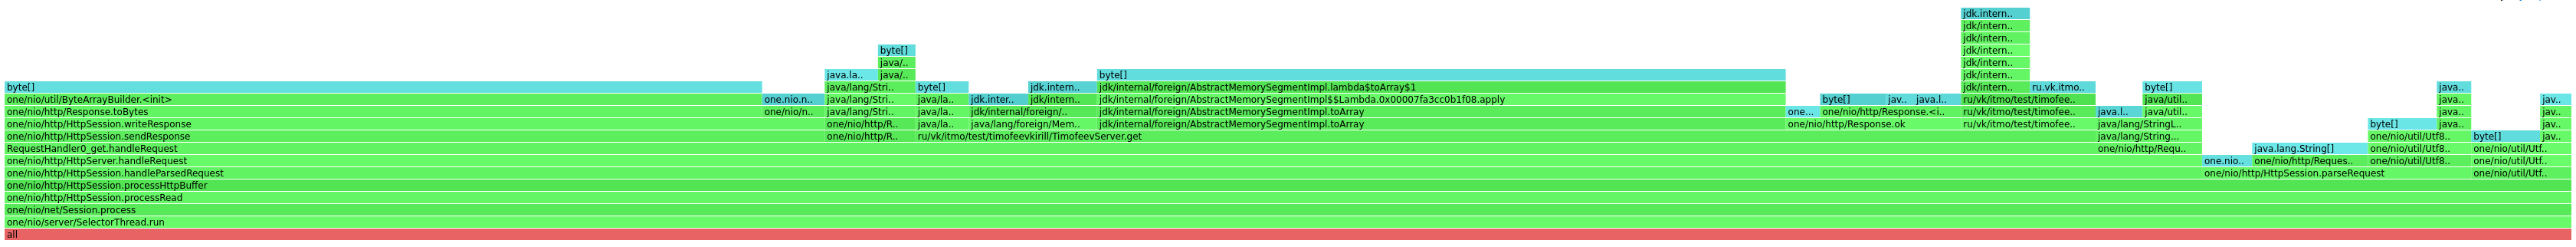 jdk.intern..
jdk/intern..
jdk/intern..
byte[] jdk/intern..
java/.. jdk/intern..
java.la.. java/.. byte[] jdk/intern..
byte[] java/lang/Stri.. byte[] jdk.intern.. jdk/internal/foreign/AbstractMemorySegmentImpl.lambda$toArray$1 jdk/intern.. ru.vk.itmo.. byte[] java..
one/nio/util/ByteArrayBuilder.<init> one.nio.n.. java/lang/Stri.. java/la.. jdk.inter.. jdk/intern.. jdk/internal/foreign/AbstractMemorySegmentImpl$$Lambda.0x00007fa3cc0b1f08.apply byte[] jav.. java.l.. ru/vk/itmo/test/timofee.. java/util.. java.. jav..
one/nio/http/Response.toBytes one/nio/n.. java/lang/Stri.. java/la.. jdk/internal/foreign/.. jdk/internal/foreign/AbstractMemorySegmentImpl.toArray one... one/nio/http/Response.<i.. ru/vk/itmo/test/timofee.. java.l.. java/util.. java.. jav..
one/nio/http/HttpSession.writeResponse one/nio/http/R.. java/la.. java/lang/foreign/Mem.. jdk/internal/foreign/AbstractMemorySegmentImpl.toArray one/nio/http/Response.ok ru/vk/itmo/test/timofee.. java/lang/StringL.. byte[] java.. jav..
one/nio/http/HttpSession.sendResponse one/nio/http/R.. ru/vk/itmo/test/timofeevkirill/TimofeevServer.get java/lang/String... one/nio/util/Utf8.. byte[] jav..
RequestHandler0_get.handleRequest one/nio/http/Requ.. java.lang.String[] one/nio/util/Utf8.. one/nio/util/Utf..
one/nio/http/HttpServer.handleRequest one.nio.. one/nio/http/Reques.. one/nio/util/Utf8.. one/nio/util/Utf..
one/nio/http/HttpSession.handleParsedRequest one/nio/http/HttpSession.parseRequest one/nio/util/Utf..
one/nio/http/HttpSession.processHttpBuffer
one/nio/http/HttpSession.processRead
one/nio/net/Session.process
one/nio/server/SelectorThread.run
all